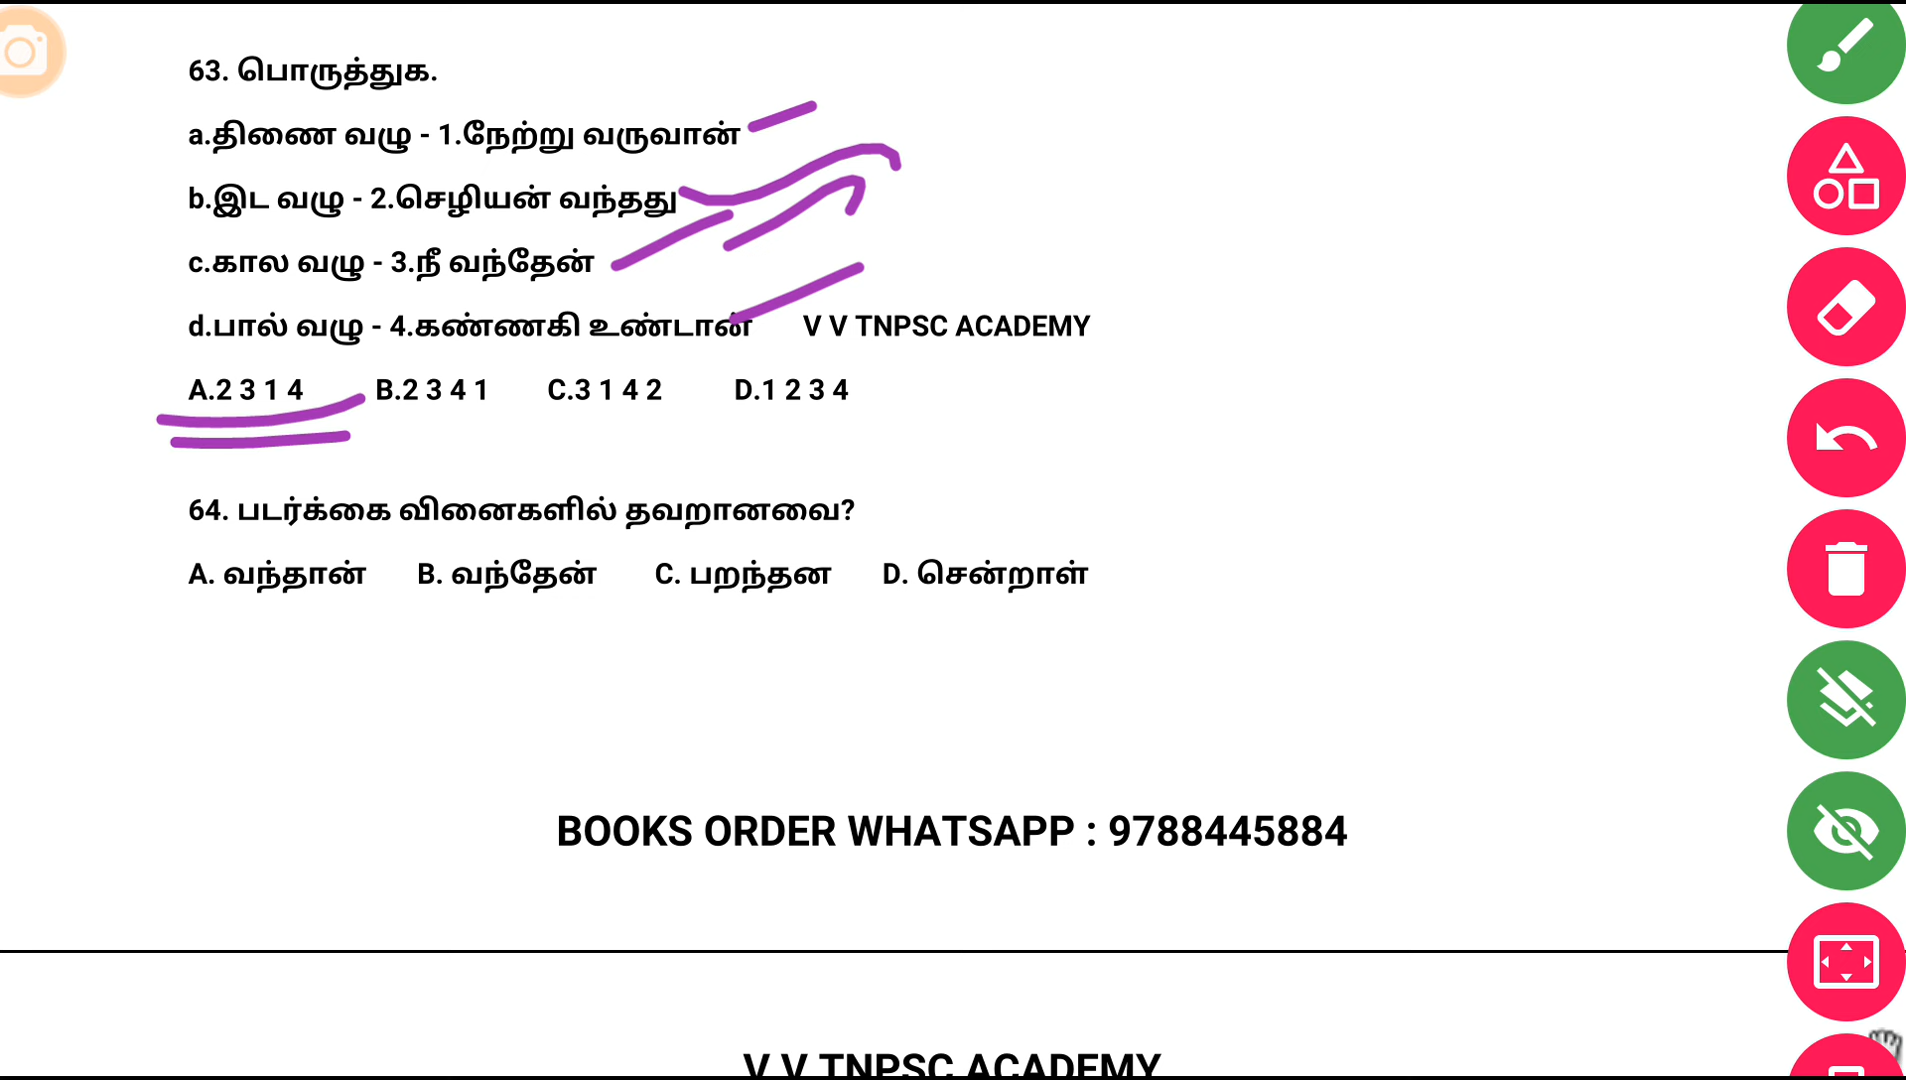 63. பொருத்துக.
a.திணை வழு - 1.நேற்று வருவான்
b.இட வழு - 2.செழியன் வந்தது
c.கால வழு - 3.நீ வந்தேன்
d.பால் வழு - 4.கண்ணகி உண்டான் V V TNPSC ACADEMY
A.2 3 1 4 B.2 3 4 1 C.3 1 4 2 D.1 2 3 4
64. படர்க்கை வினைகளில் தவறானவை?
A. வந்தான் B. வந்தேன் C. பறந்தன D. சென்றாள்
BOOKS ORDER WHATSAPP : 9788445884
V V TNPSC ACADEMY